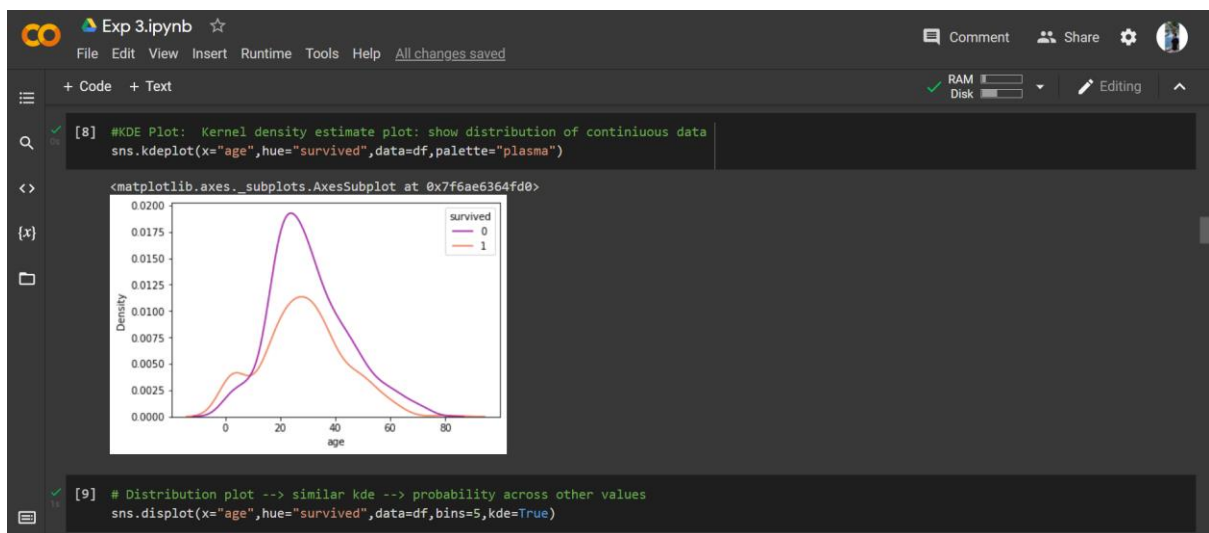 CO
Exp 3.ipynb
File Edit View Insert Runtime Tools Help All changes saved
Comment Share
+ Code + Text
RAM
Disk
Editing
[8] #KDE Plot:  Kernel density estimate plot: show distribution of continiuous data
0s
sns.kdeplot(x="age",hue="survived",data=df,palette="plasma")
<matplotlib.axes._subplots.AxesSubplot at 0x7f6ae6364fd0>
0.0200
0.0175
0.0150
0.0125
0.0100
0.0075
0.0050
0.0025
0.0000
Density
survived
0
1
0 20 40 60 80
age
{x}
[9] # Distribution plot --> similar kde --> probability across other values
1s
sns.displot(x="age",hue="survived",data=df,bins=5,kde=True)